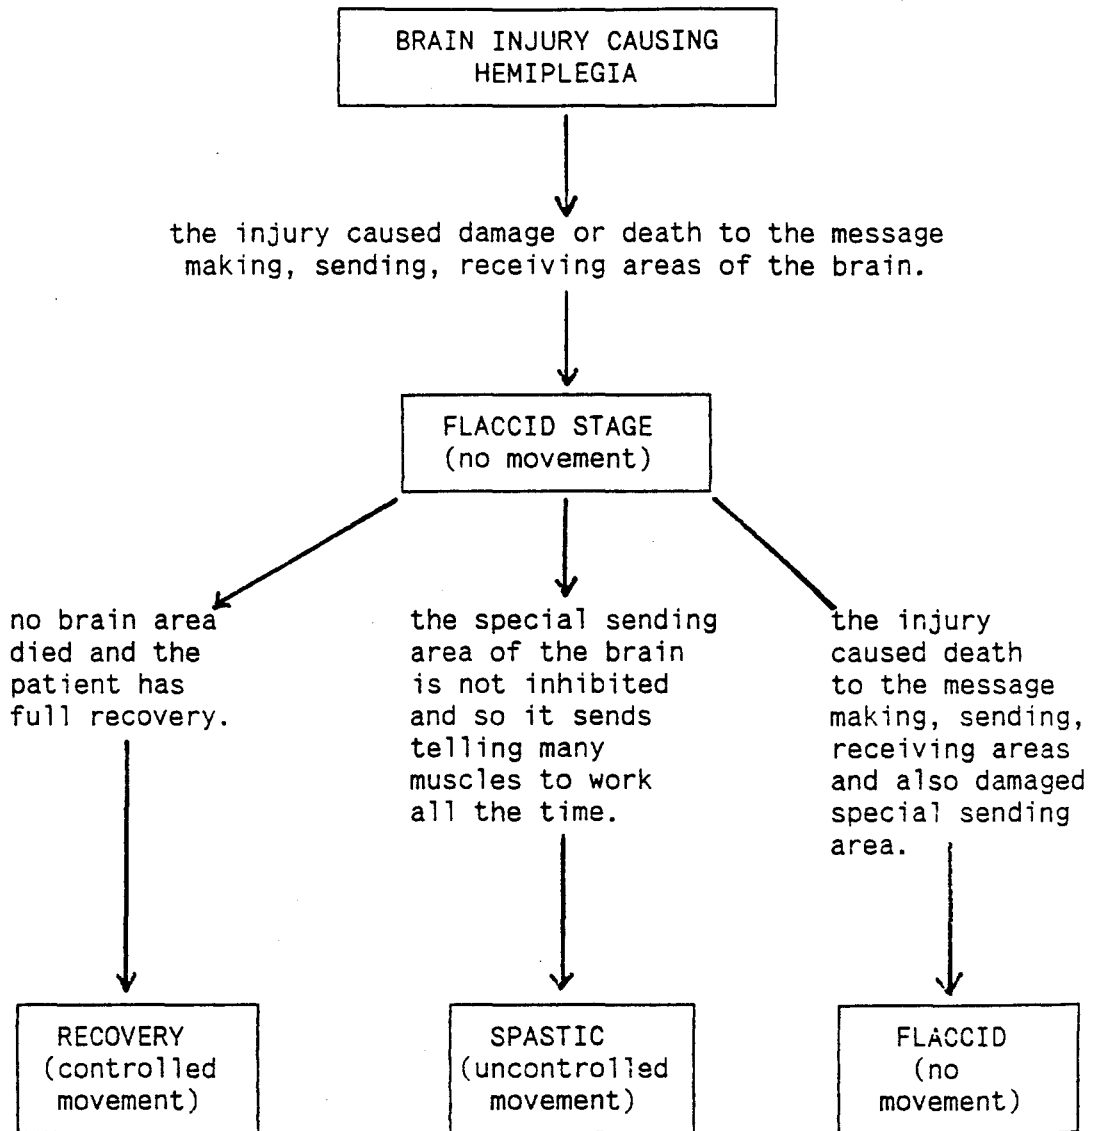 BRAIN INJURY CAUSING
HEMIPLEGIA
the injury caused damage or death to the message
making, sending, receiving areas of the brain.
FLACCID STAGE
(no movement)
no brain area
died and the
patient has
full recovery.
the special sending
area of the brain
is not inhibited
and so it sends
telling many
muscles to work
all the time.
the injury
caused death
to the message
making, sending,
receiving areas
and also damaged
special sending
area.
RECOVERY
(controlled
movement)
SPASTIC
(uncontrolled
movement)
FLACCID
(no
movement)